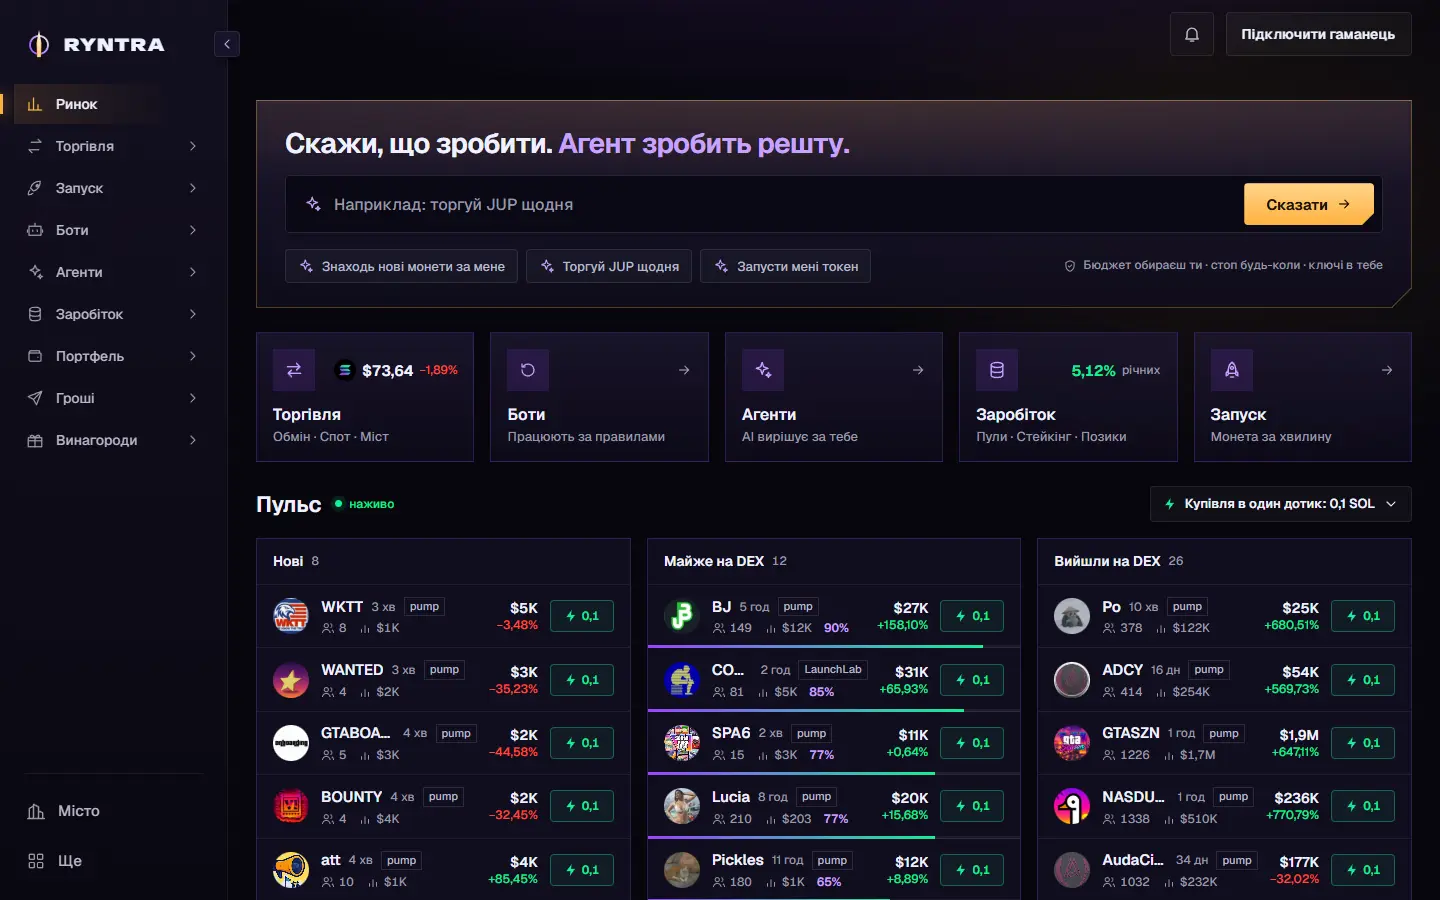 RYNTRA
Підключити гаманець
Ринок
Торгівля
Запуск
Боти
Агенти
Заробіток
Портфель
Гроші
Винагороди
Місто
Ще
Скажи, що зробити. Агент зробить решту.
Наприклад: торгуй JUP щодня
Сказати
Знаходь нові монети за мене
Торгуй JUP щодня
Запусти мені токен
Бюджет обираєш ти · стоп будь-коли · ключі в тебе
$73,64 −1,89%
Торгівля
Обмін · Спот · Міст
Боти
Працюють за правилами
Агенти
AI вирішує за тебе
5,12% річних
Заробіток
Пули · Стейкінг · Позики
Запуск
Монета за хвилину
Пульс наживо
Купівля в один дотик: 0,1 SOL
Нові 8
WKTT 3 хв pump $5K 0,1
8 $1K −3,48%
WANTED 3 хв pump $3K 0,1
4 $2K −35,23%
GTABOA... 4 хв pump $2K 0,1
5 $3K −44,58%
BOUNTY 4 хв pump $2K 0,1
4 $4K −32,45%
att 4 хв pump $4K 0,1
10 $1K +85,45%
Майже на DEX 12
BJ 5 год pump $27K 0,1
149 $12K 90% +158,10%
CO... 2 год LaunchLab $31K 0,1
81 $5K 85% +65,93%
SPA6 2 хв pump $11K 0,1
15 $3K 77% +0,64%
Lucia 8 год pump $20K 0,1
210 $203 77% +15,68%
Pickles 11 год pump $12K 0,1
180 $1K 65% +8,89%
Вийшли на DEX 26
Po 10 хв pump $25K 0,1
378 $122K +680,51%
ADCY 16 дн pump $54K 0,1
414 $254K +569,73%
GTASZN 1 год pump $1,9M 0,1
1226 $1,7M +647,11%
NASDU... 1 год pump $236K 0,1
1338 $510K +770,79%
AudaCi... 34 дн pump $177K 0,1
1032 $232K −32,02%